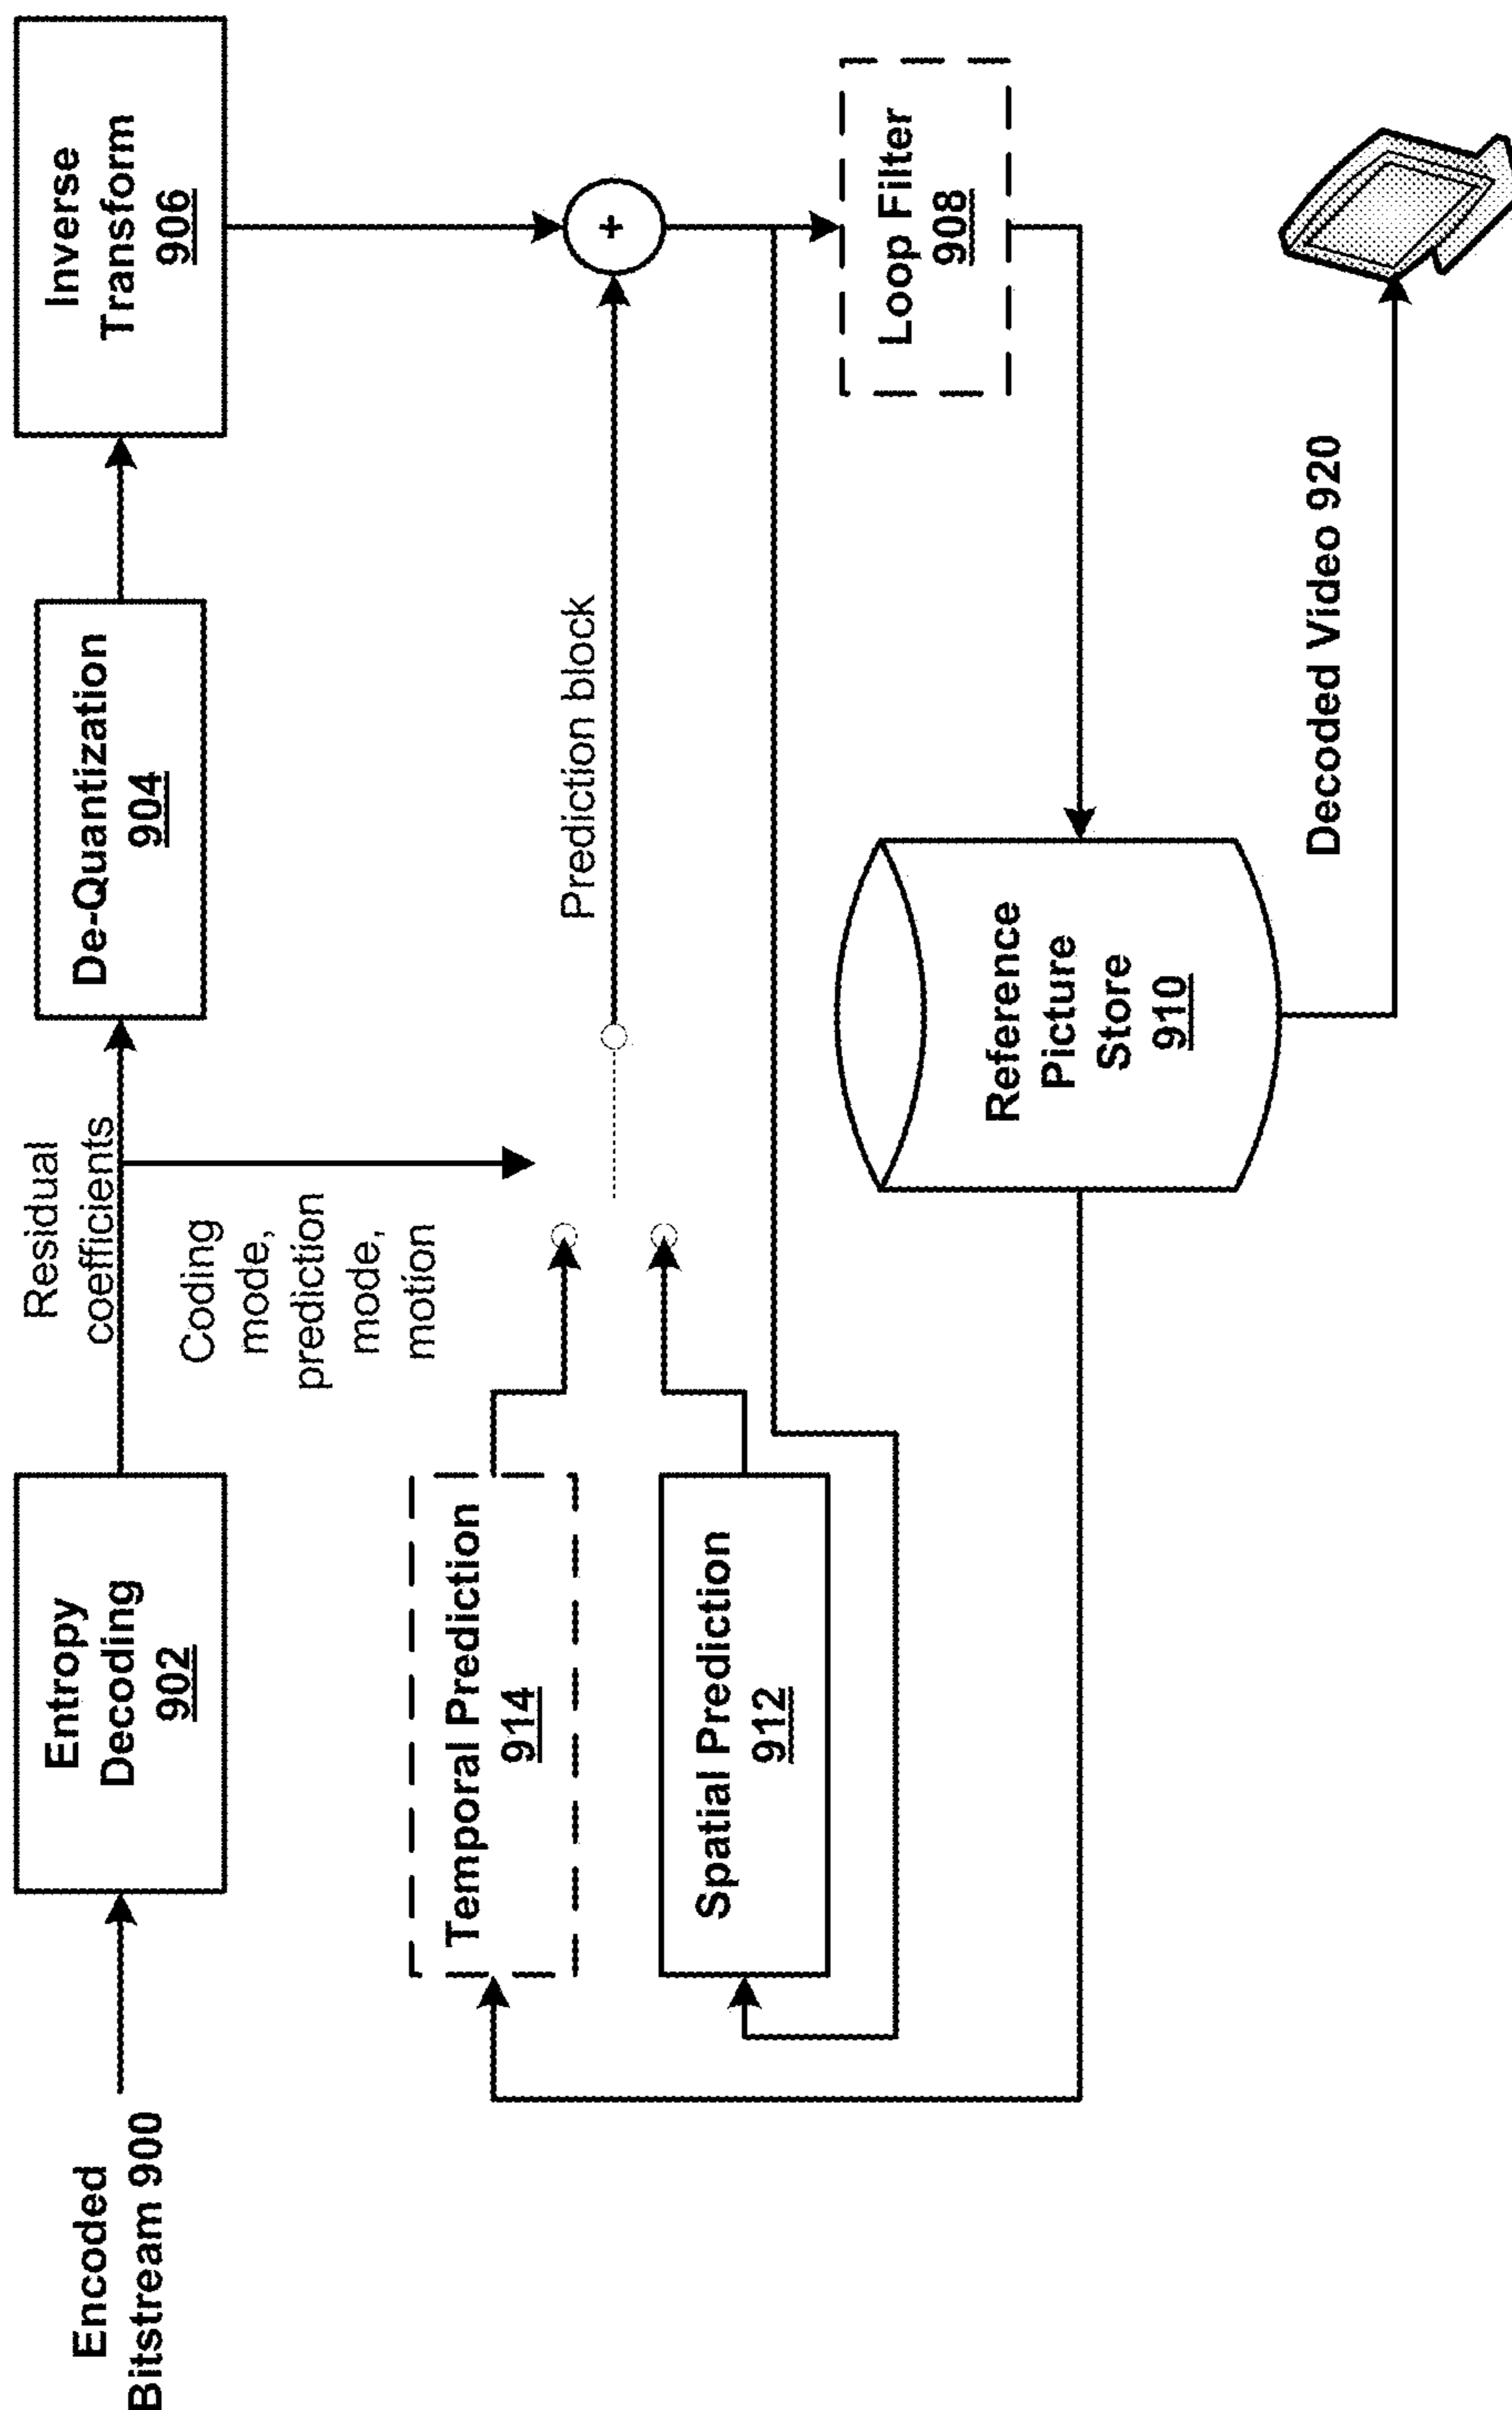 Encoded
Bitstream 900
Entropy
Decoding
902
Residual
coefficients
De-Quantization
904
Inverse
Transform
906
Coding
mode,
prediction
mode,
motion
Temporal Prediction
914
Prediction block
+
Spatial Prediction
912
Loop Filter
908
Reference
Picture
Store
910
Decoded Video 920